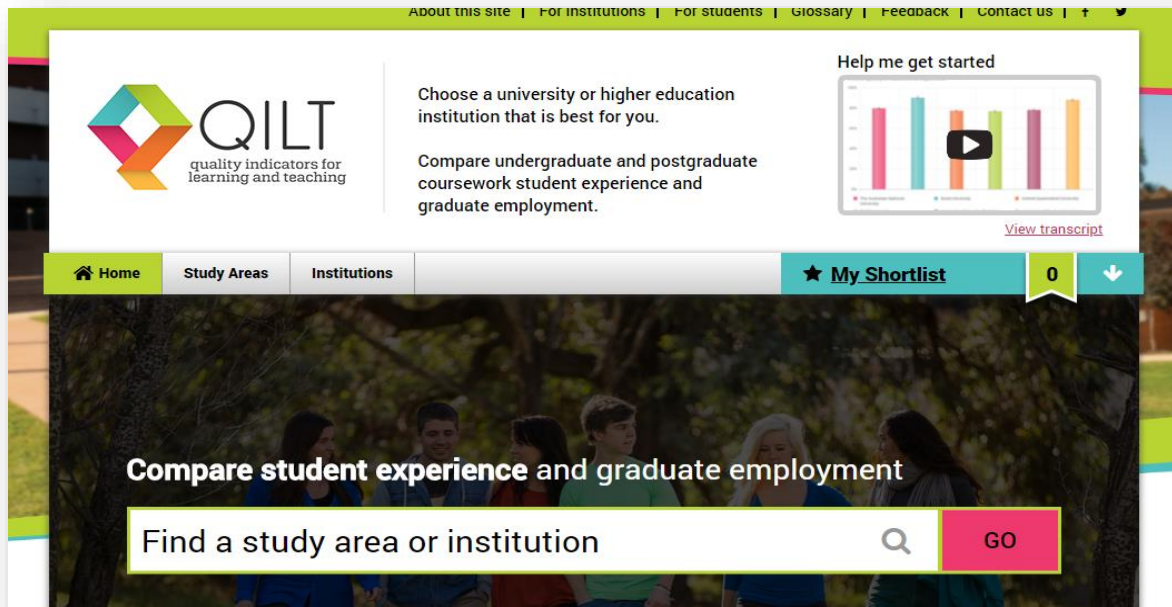 About this site | For institutions | For students | Glossary | Feedback | Contact us |
Help me get started
Choose a university or higher education
institution that is best for you.
Compare undergraduate and postgraduate
coursework student experience and
graduate employment.
QILT
quality indicators for
learning and teaching
View transcript
Home
Study Areas
Institutions
My Shortlist
0
Compare student experience and graduate employment
Find a study area or institution
GO